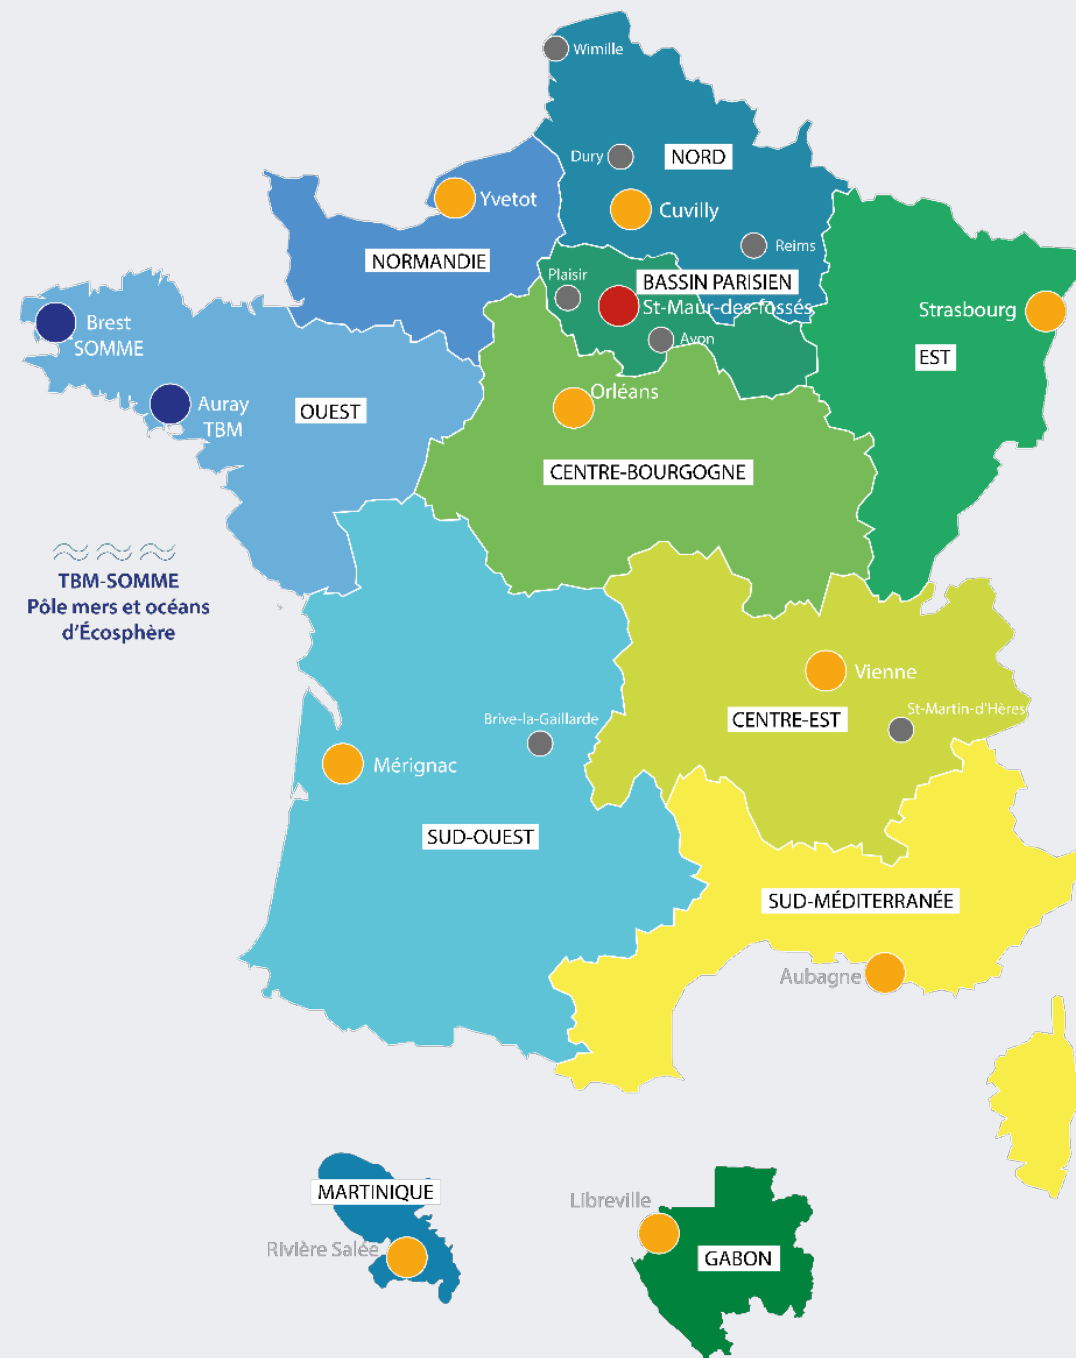 Wimille
Dury
NORD
Yvetot
Cuvilly
NORMANDIE
Reims
Plaisir
BASSIN PARISIEN
St-Maur-des-fossés
Strasbourg
Brest
SOMME
Avon
EST
Orléans
Auray
TBM
OUEST
CENTRE-BOURGOGNE
TBM-SOMME
Pôle mers et océans
d'Écosphère
Vienne
St-Martin-d'Hères
Brive-la-Gaillarde
CENTRE-EST
Mérignac
SUD-OUEST
SUD-MÉDITERRANÉE
Aubagne
MARTINIQUE
Libreville
Rivière Salée
GABON